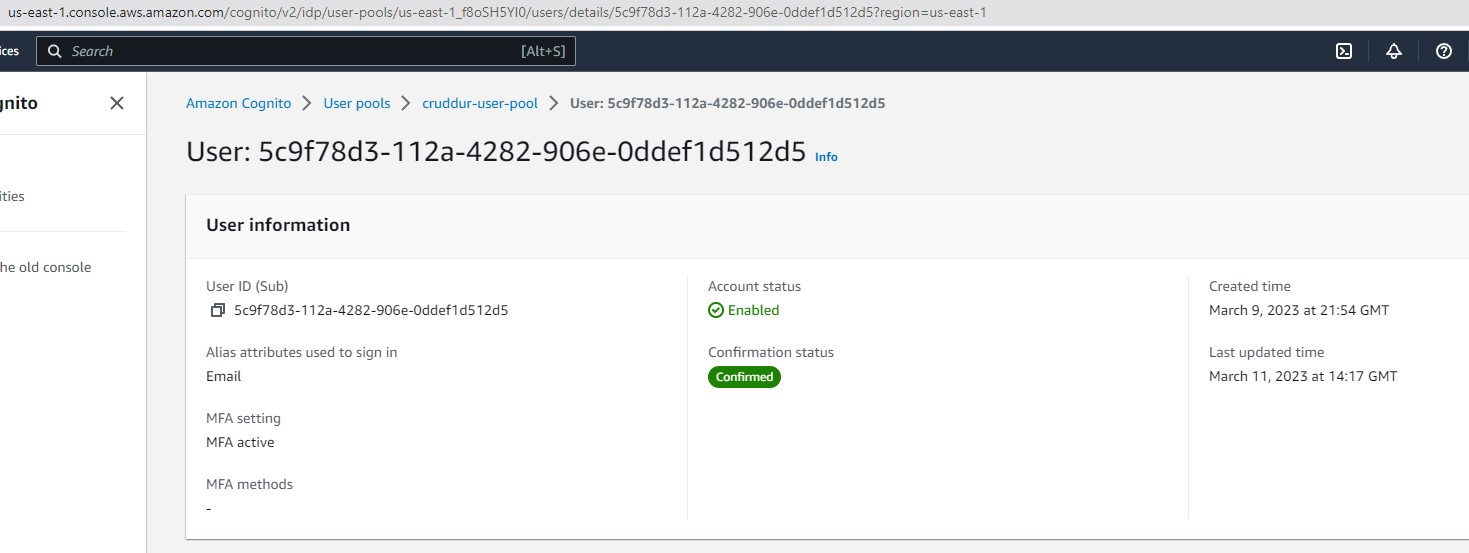 us-east-1.console.aws.amazon.com/cognito/v2/idp/user-pools/us-east-1_f8oSH5YI0/users/details/5c9f78d3-112a-4282-906e-0ddef1d512d5?region=us-east-1
ices
Search
[Alt+S]
gnito
Amazon Cognito > User pools > cruddur-user-pool > User: 5c9f78d3-112a-4282-906e-0ddef1d512d5
User: 5c9f78d3-112a-4282-906e-0ddef1d512d5 Info
ities
he old console
User information
User ID (Sub)
5c9f78d3-112a-4282-906e-0ddef1d512d5
Alias attributes used to sign in
Email
MFA setting
MFA active
MFA methods
-
Account status
Enabled
Confirmation status
Confirmed
Created time
March 9, 2023 at 21:54 GMT
Last updated time
March 11, 2023 at 14:17 GMT